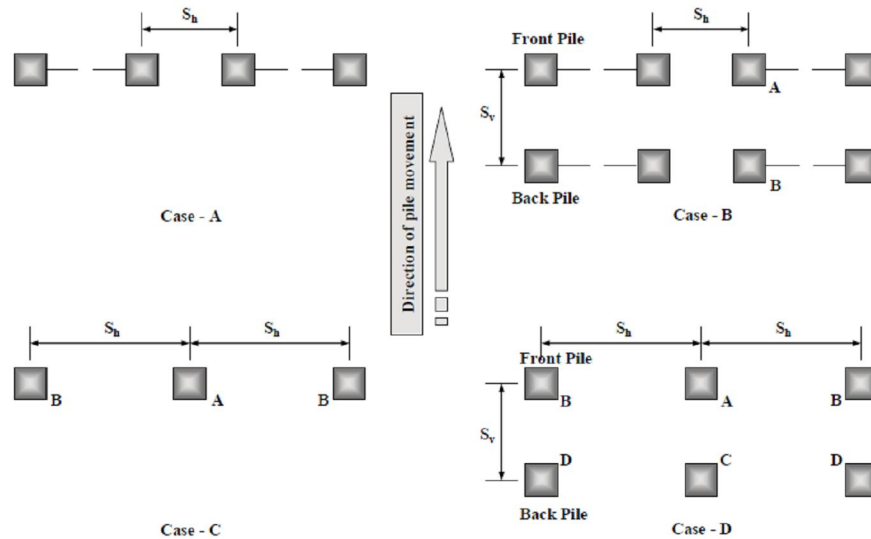 Sh
Case - A
Direction of pile movement
Sh
Front Pile
A
Sv
B
Back Pile
Case - B
Sh
Sh
B
A
B
Case - C
Sh
Sh
Front Pile
B
A
B
Sv
D
C
D
Back Pile
Case - D